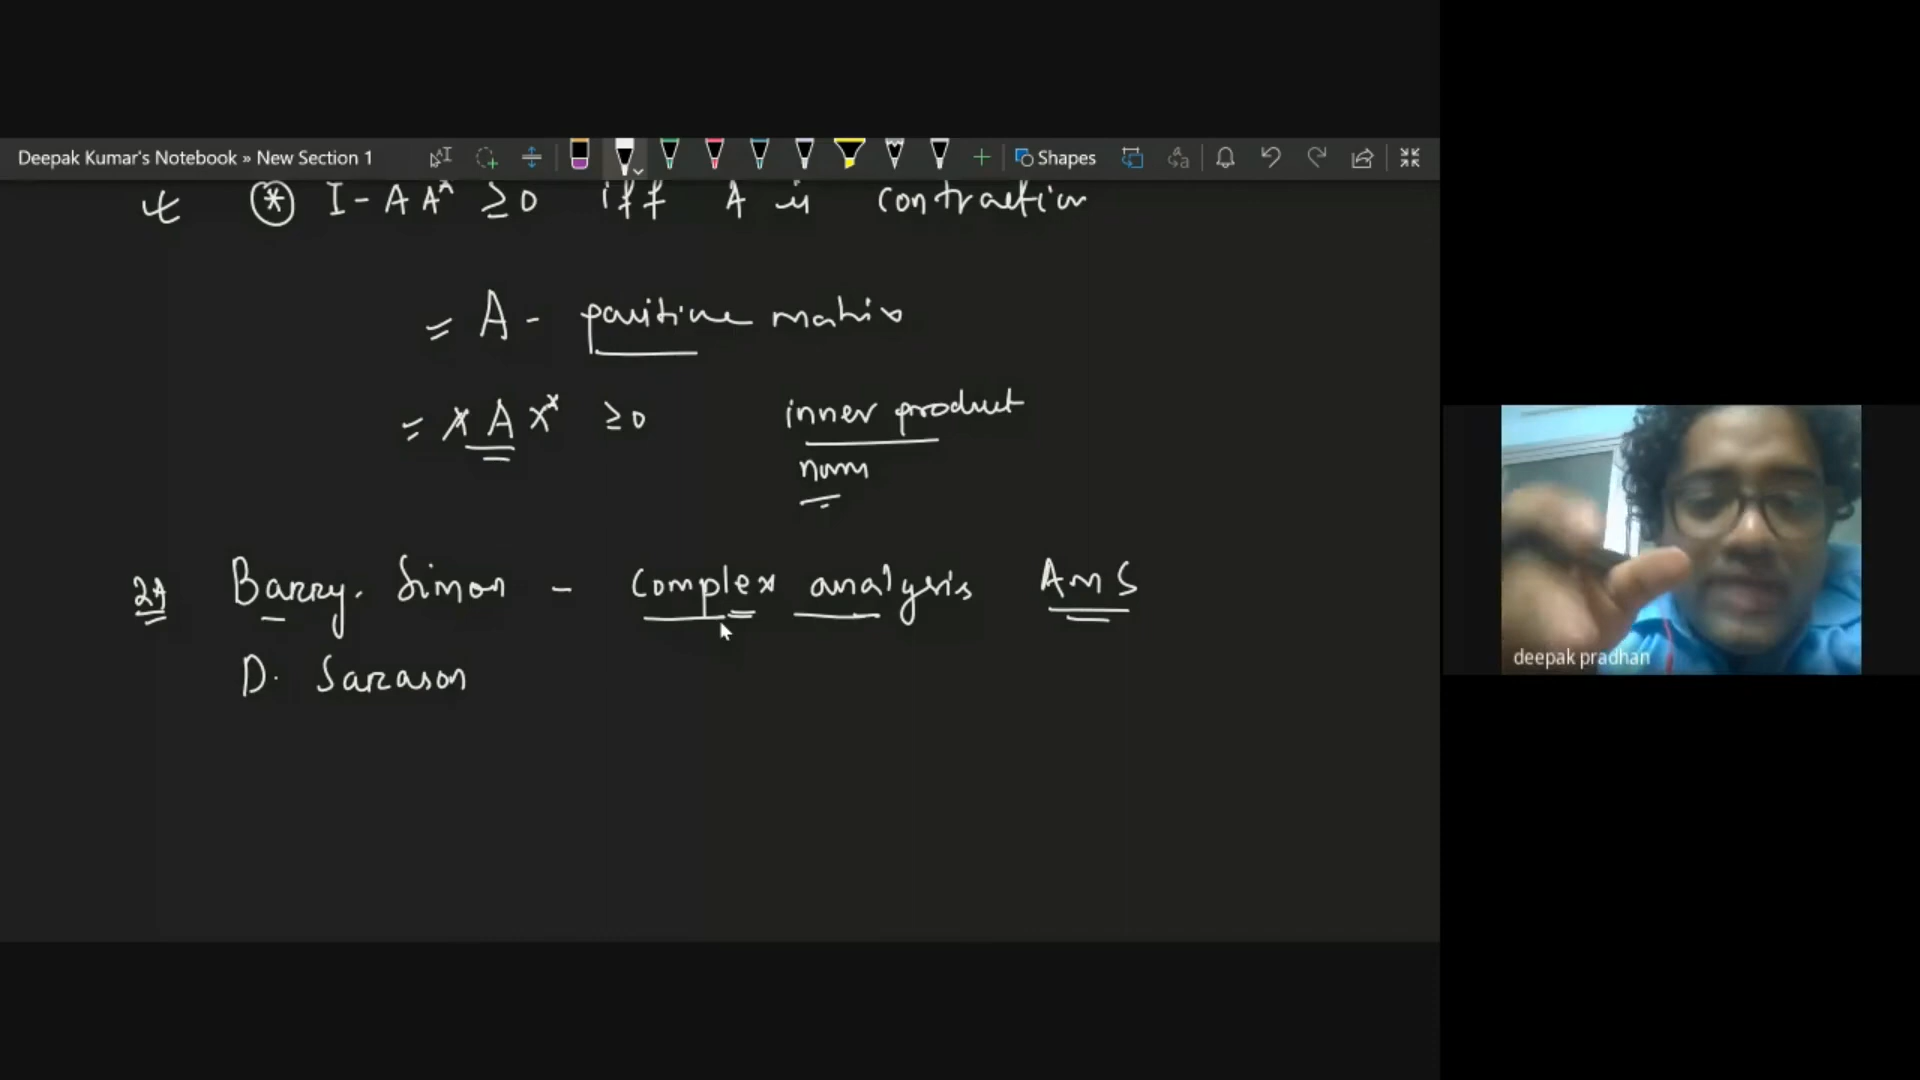 Deepak Kumar's Notebook » New Section 1
Shapes
⊛ I - A A* ≥ 0 iff A is contraction
= A - positive matrix
= x A x* ≥ 0
inner product
norm
2A Barry. Simon - Complex analysis AMS
D. Sarason
deepak pradhan